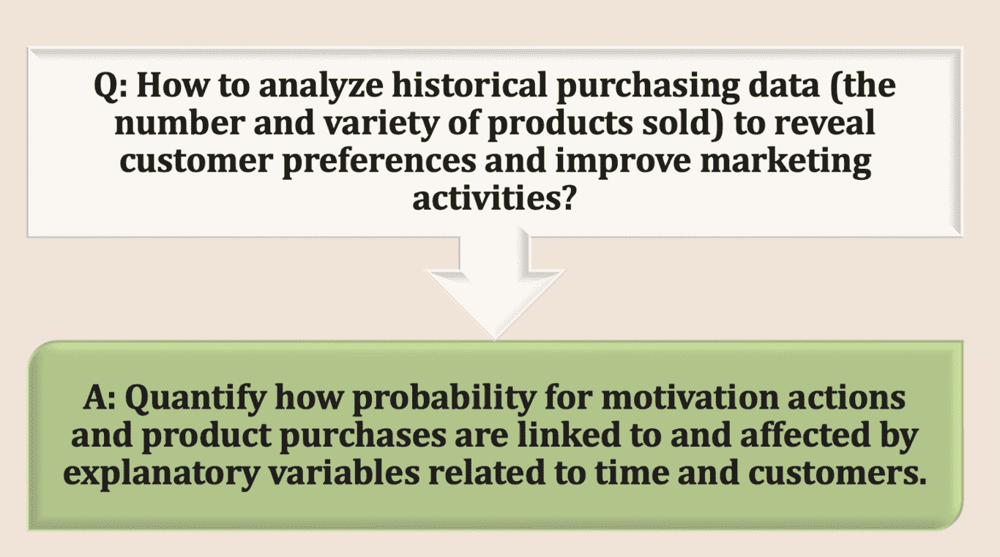 Q: How to analyze historical purchasing data (the
number and variety of products sold) to reveal
customer preferences and improve marketing
activities?
A: Quantify how probability for motivation actions
and product purchases are linked to and affected by
explanatory variables related to time and customers.